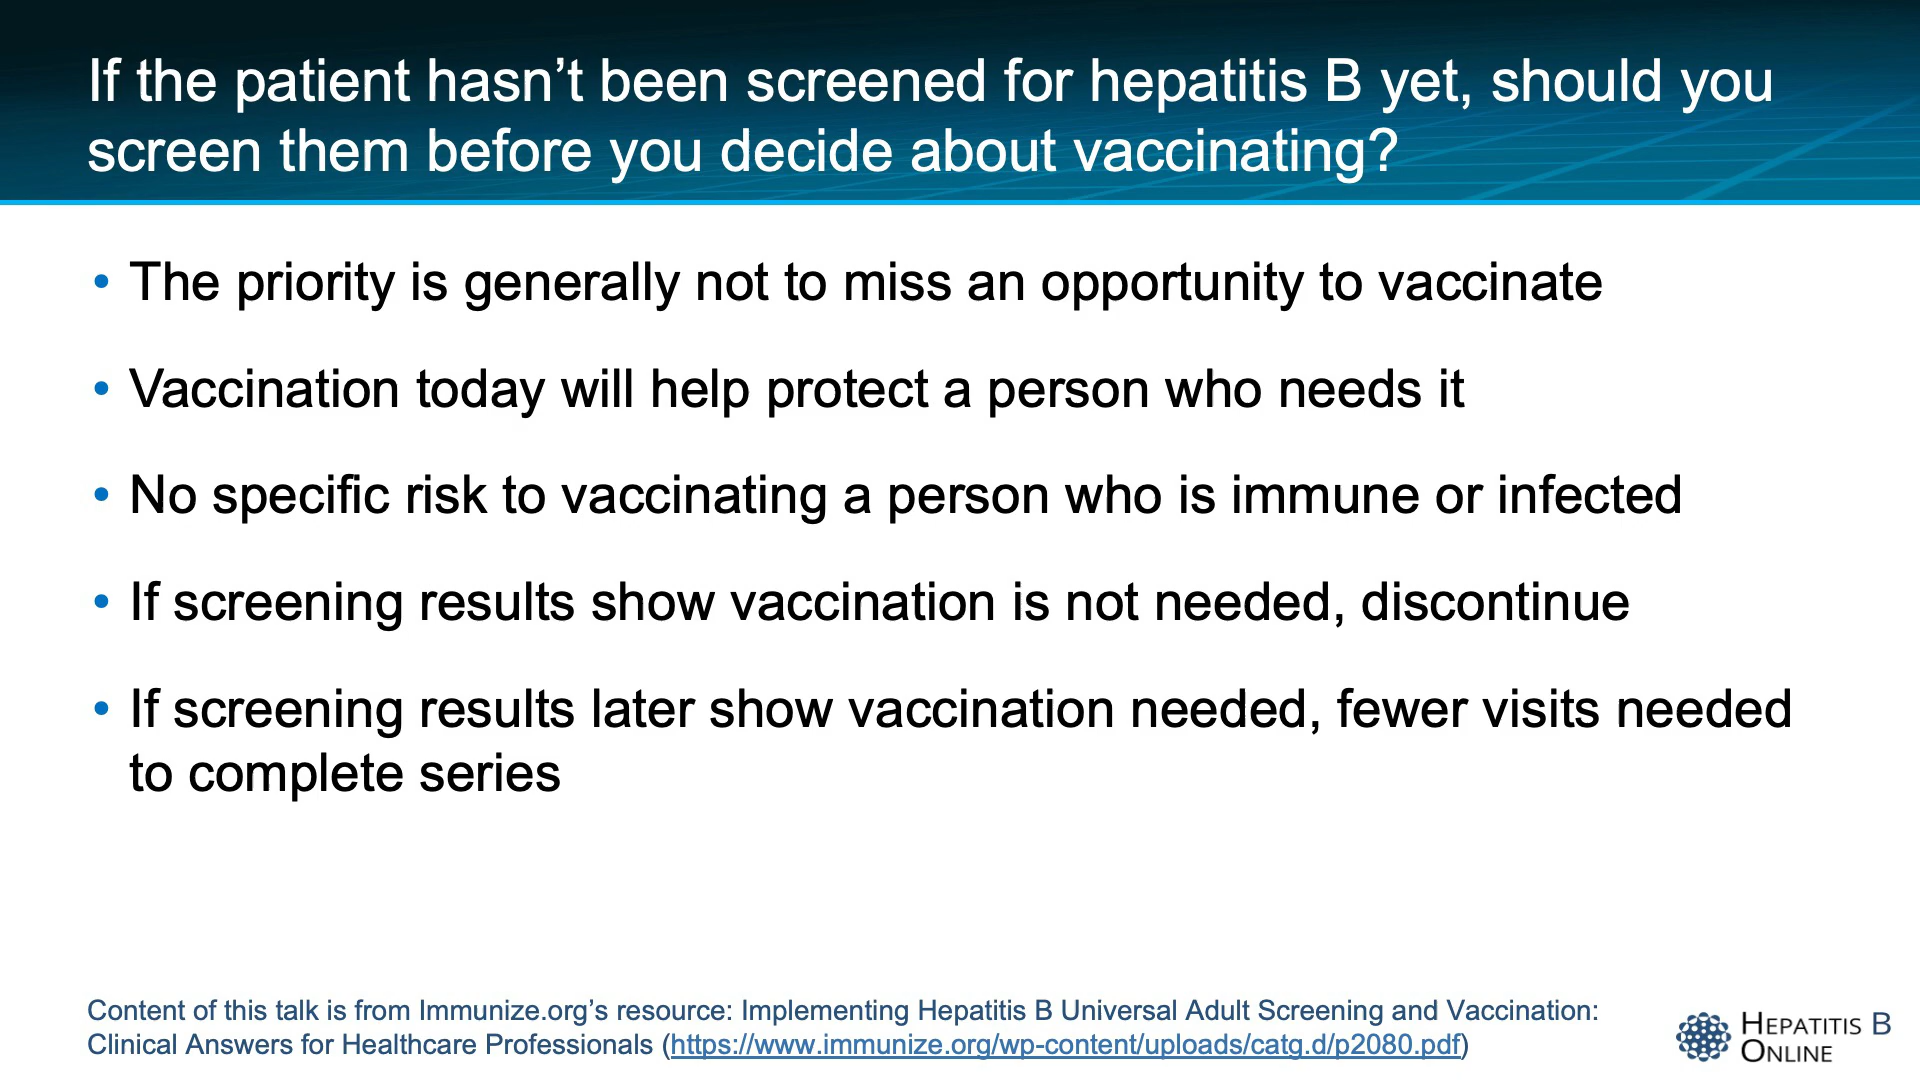 If the patient hasn’t been screened for hepatitis B yet, should you
screen them before you decide about vaccinating?
• The priority is generally not to miss an opportunity to vaccinate
• Vaccination today will help protect a person who needs it
• No specific risk to vaccinating a person who is immune or infected
• If screening results show vaccination is not needed, discontinue
• If screening results later show vaccination needed, fewer visits needed
to complete series
Content of this talk is from Immunize.org’s resource: Implementing Hepatitis B Universal Adult Screening and Vaccination:
Clinical Answers for Healthcare Professionals (https://www.immunize.org/wp-content/uploads/catg.d/p2080.pdf)
HEPATITIS B
ONLINE